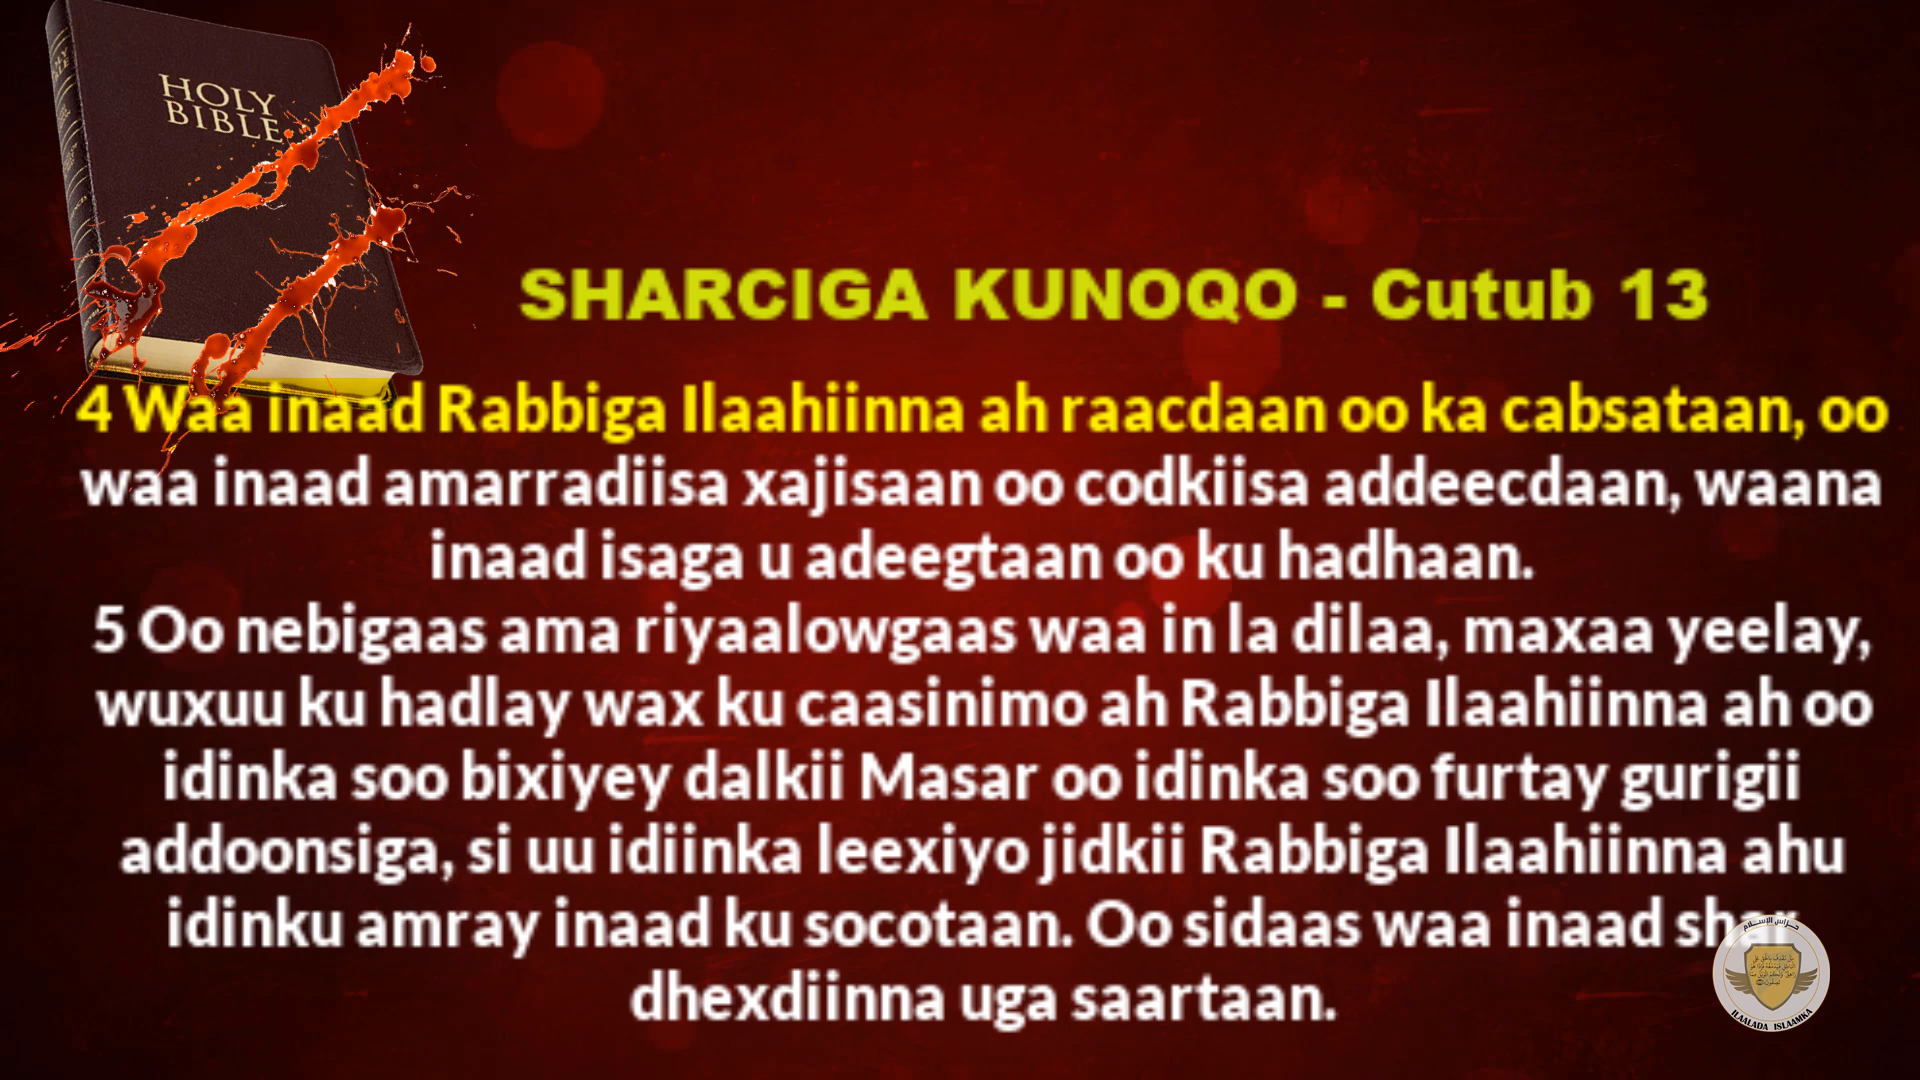 HOLY
BIBLE
SHARCIGA KUNOQO - Cutub 13
4 Waa inaad Rabbiga Ilaahiinna ah raacdaan oo ka cabsataan, oo
waa inaad amarradiisa xajisaan oo codkiisa addeecdaan, waana
inaad isaga u adeegtaan oo ku hadhaan.
5 Oo nebigaas ama riyaalowgaas waa in la dilaa, maxaa yeelay,
wuxuu ku hadlay wax ku caasinimo ah Rabbiga Ilaahiinna ah oo
idinka soo bixiyey dalkii Masar oo idinka soo furtay gurigii
addoonsiga, si uu idiinka leexiyo jidkii Rabbiga Ilaahiinna ahu
idinku amray inaad ku socotaan. Oo sidaas waa inaad shar
dhexdiinna uga saartaan.
حراس الإسلام
ILAALADA ISLAAMKA